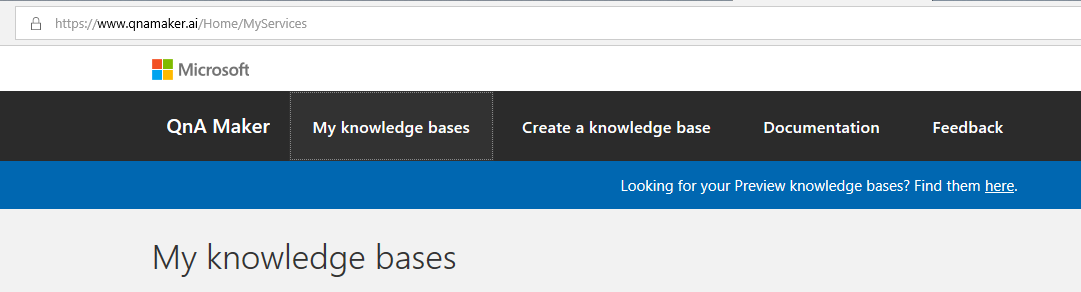 https://www.qnamaker.ai/Home/MyServices
Microsoft
QnA Maker My knowledge bases Create a knowledge base Documentation Feedback
Looking for your Preview knowledge bases? Find them here.
My knowledge bases